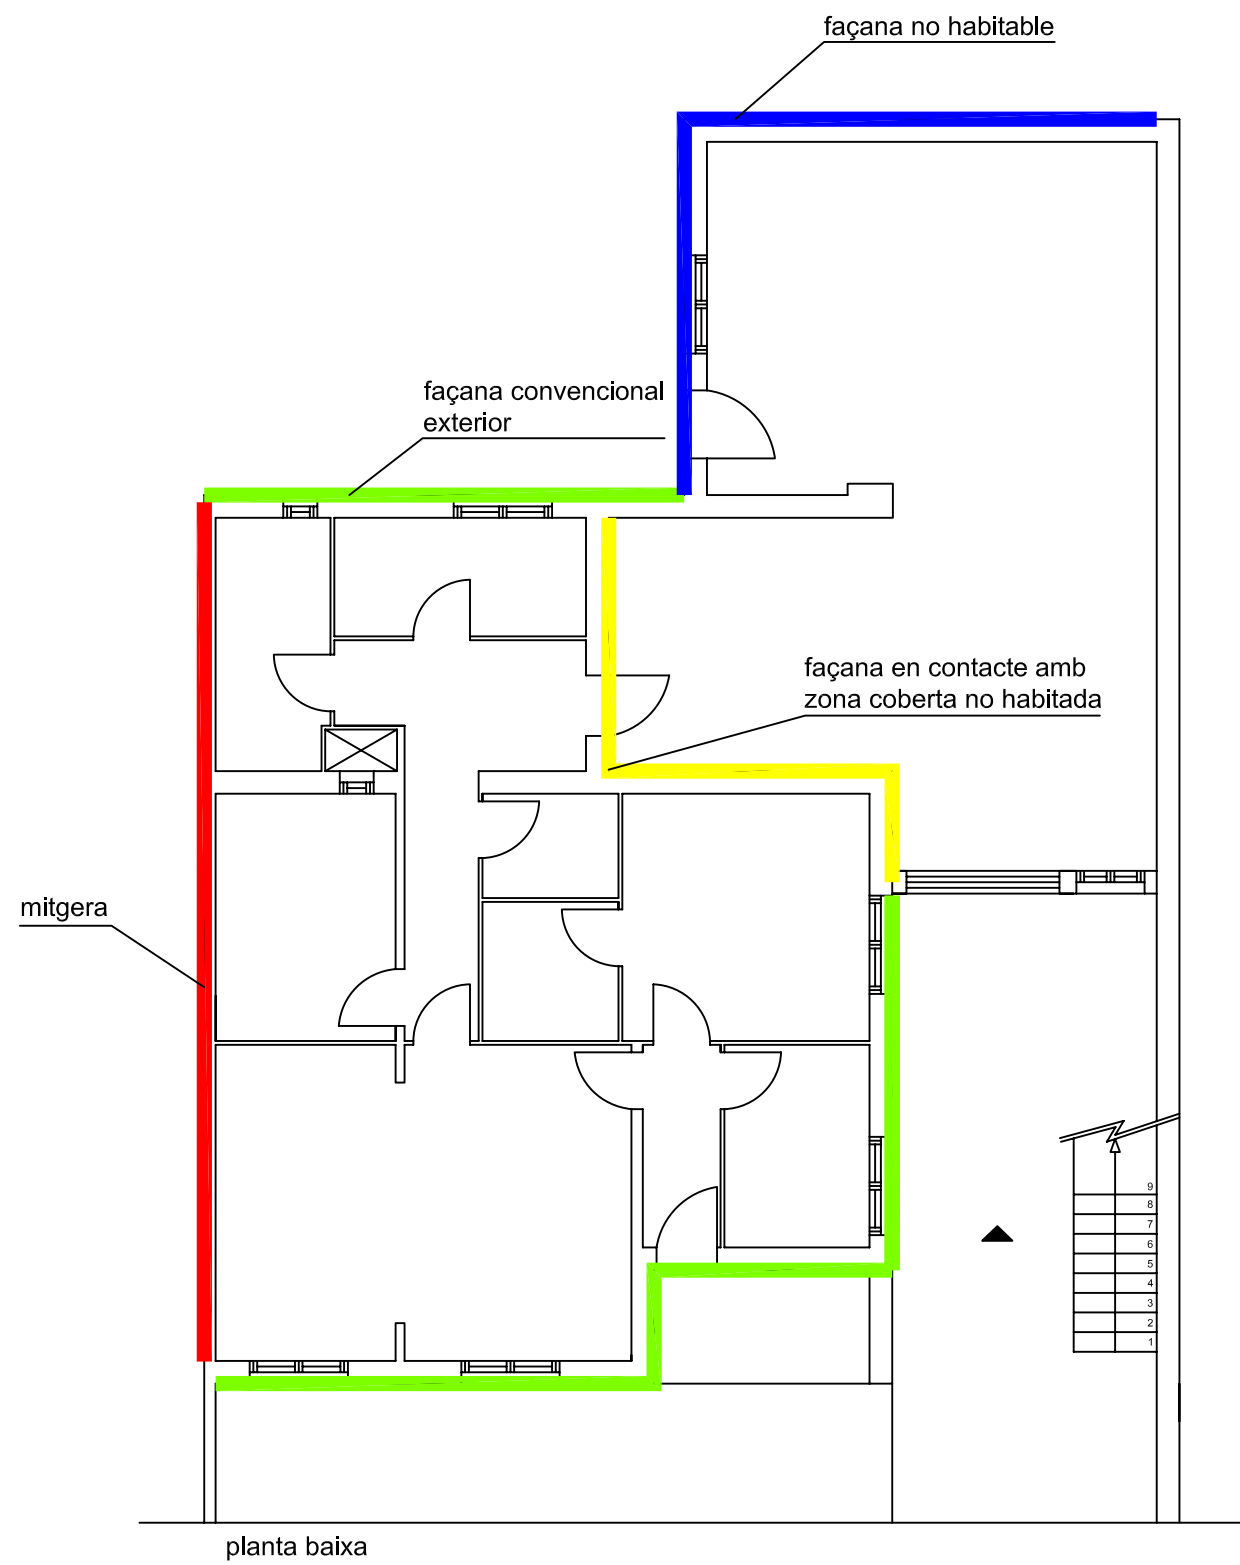 façana no habitable
façana convencional
exterior
façana en contacte amb
zona coberta no habitada
mitgera
9
8
7
6
5
4
3
2
1
planta baixa